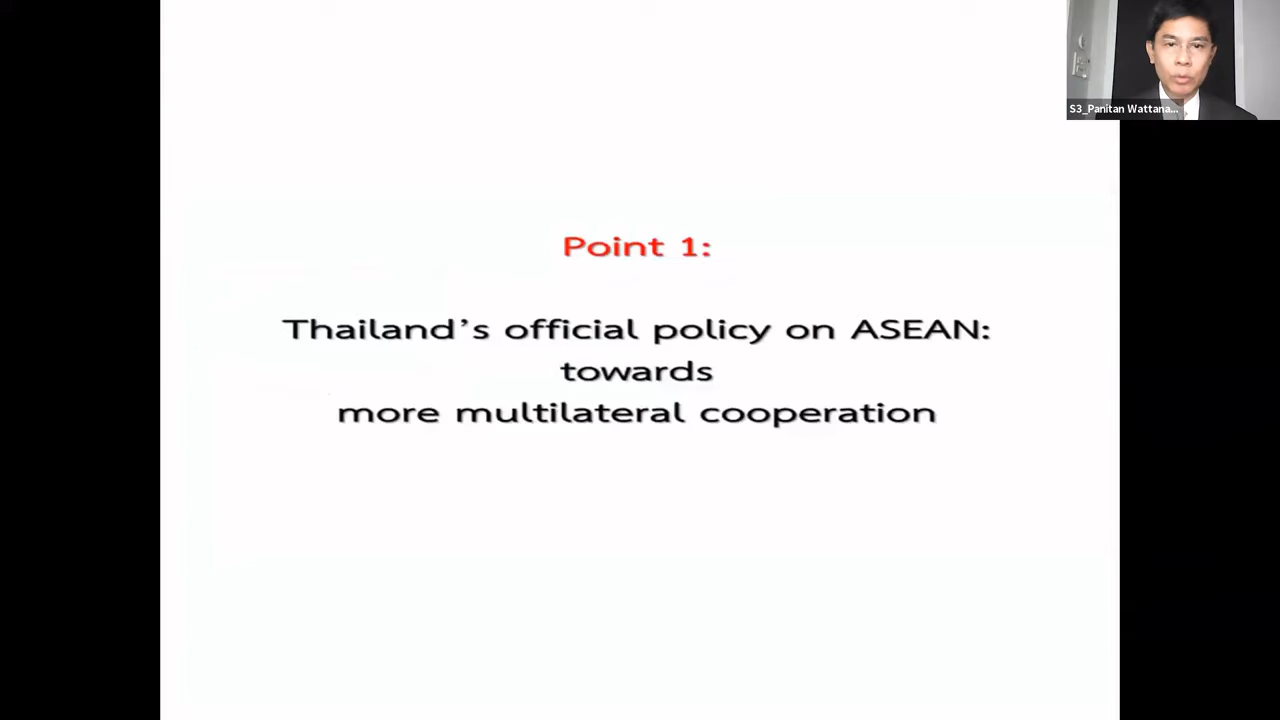 S3_Panitan Wattana...
Point 1:
Thailand’s official policy on ASEAN:
towards
more multilateral cooperation